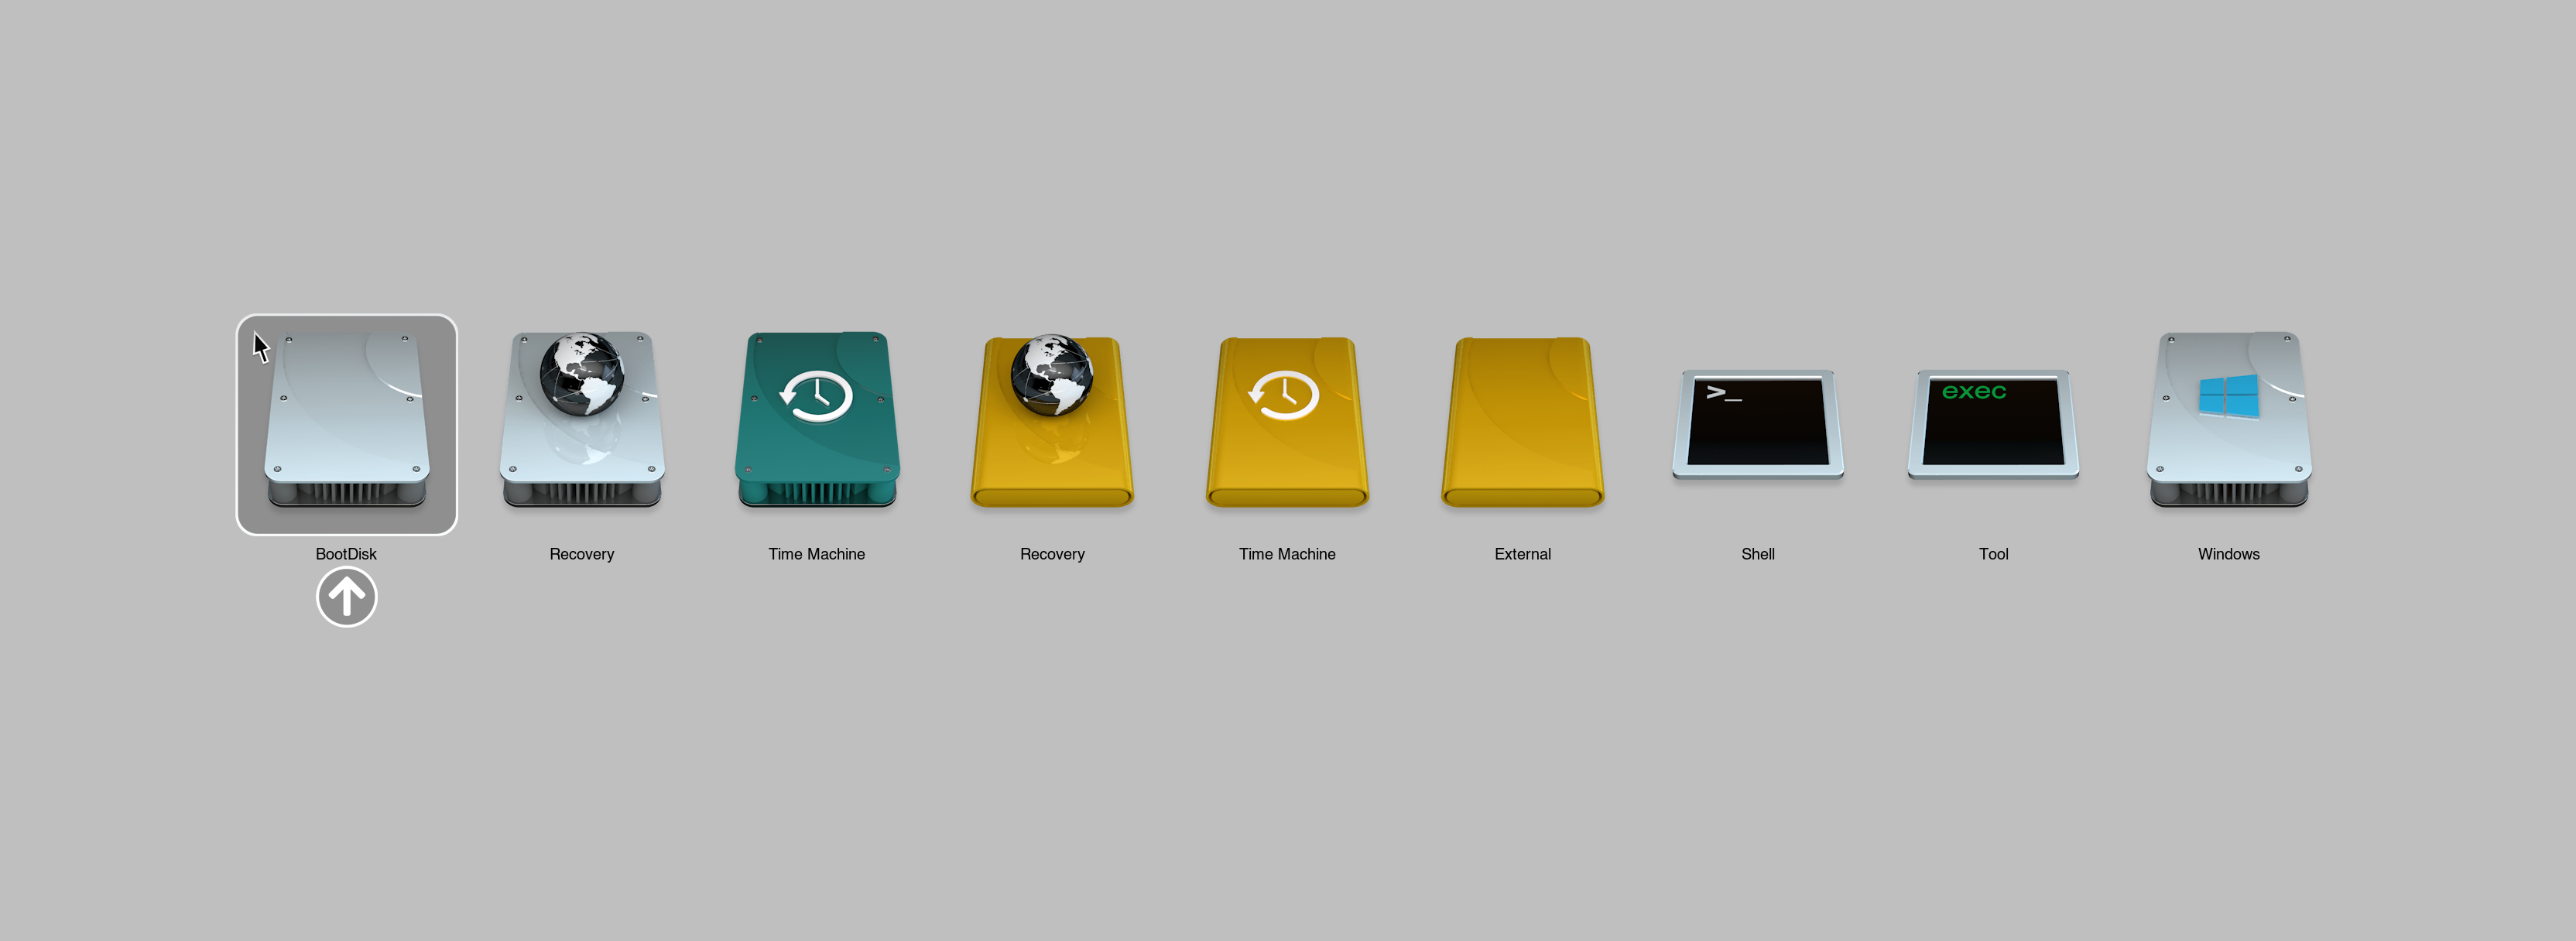 >_
exec
BootDisk
Recovery
Time Machine
Recovery
Time Machine
External
Shell
Tool
Windows